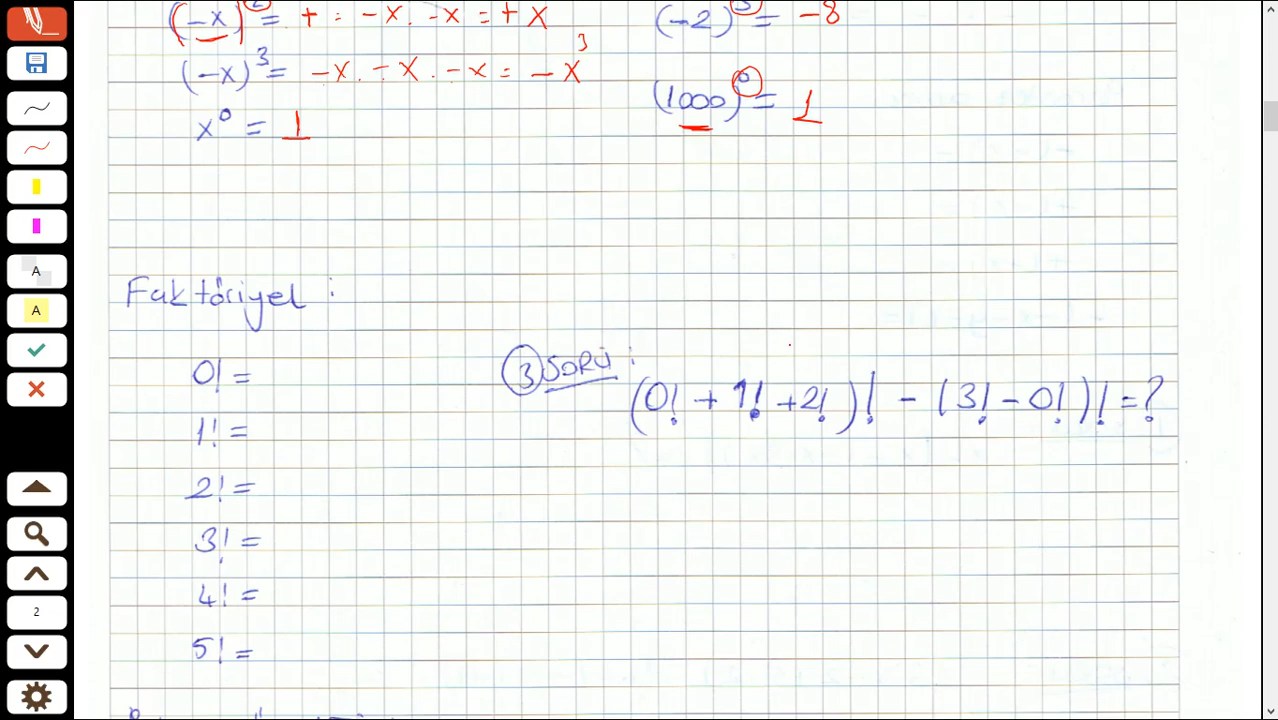 (-x)² = + = -x . -x = + x
(-2)³ = -8
(-x)³ = -x . -x . -x = -x³
(1000)⁰ = 1
x⁰ = 1
Faktöriyel :
0! =
③ SORU :
(0! + 1! + 2!)! - (3! - 0!)! = ?
1! =
2! =
3! =
4! =
5! =
A
A
2